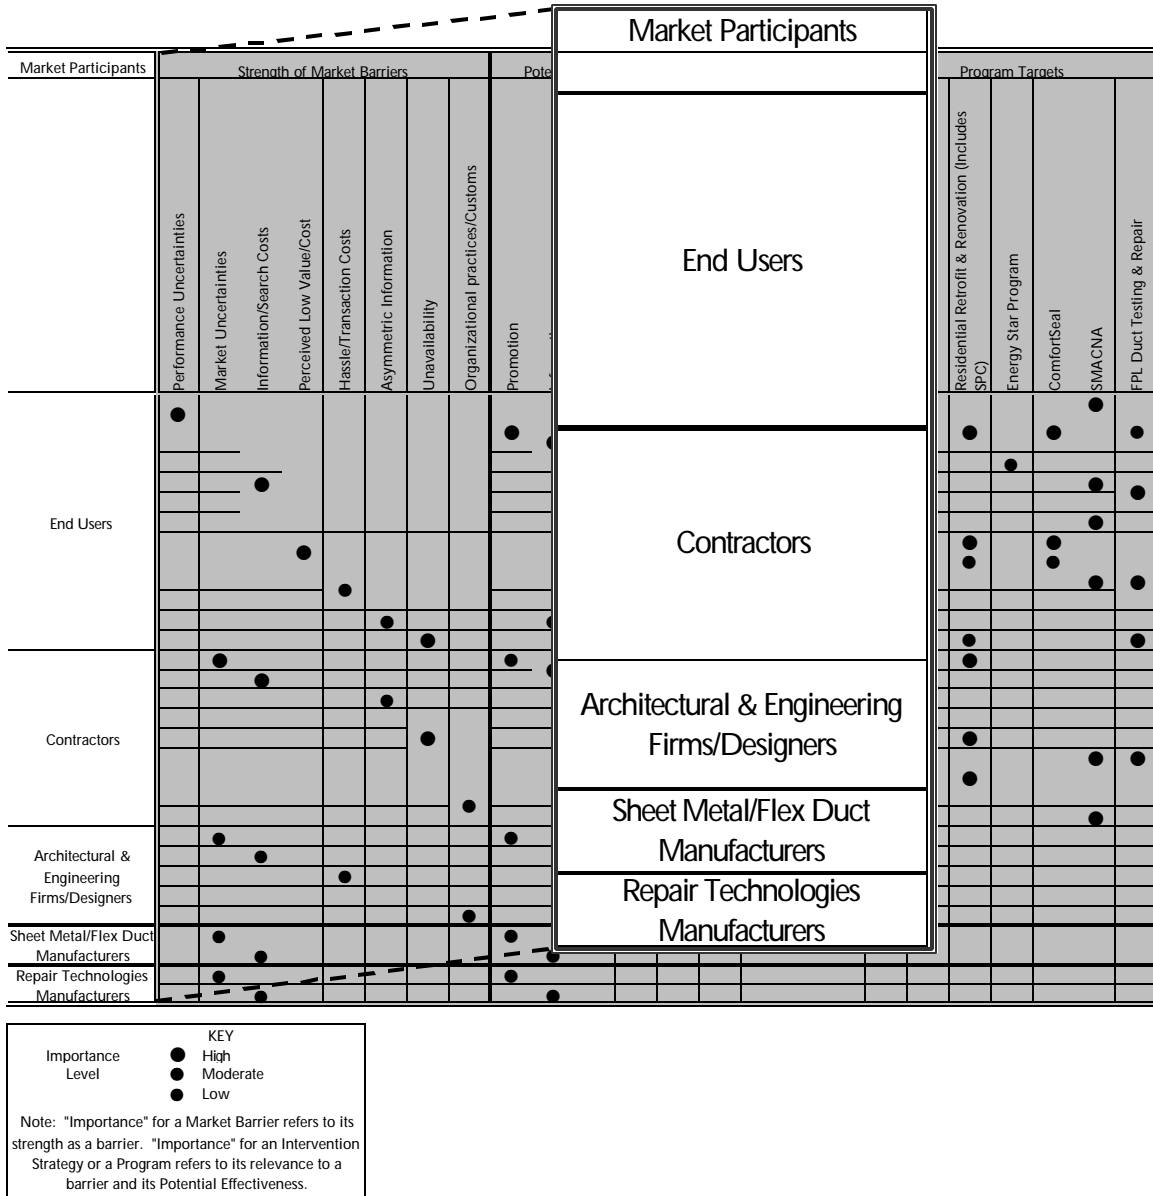 Market Participants
Market Participants
Strength of Market Barriers
Pote
Program Targets
Performance Uncertainties
Market Uncertainties
Information/Search Costs
Perceived Low Value/Cost
Hassle/Transaction Costs
Asymmetric Information
Unavailability
Organizational practices/Customs
Promotion
Residential Retrofit & Renovation (Includes
SPC)
Energy Star Program
ComfortSeal
SMACNA
FPL Duct Testing & Repair
End Users
Contractors
Architectural & Engineering
Firms/Designers
Sheet Metal/Flex Duct
Manufacturers
Repair Technologies
Manufacturers
End Users
Contractors
Architectural &
Engineering
Firms/Designers
Sheet Metal/Flex Duct
Manufacturers
Repair Technologies
Manufacturers
KEY
Importance
Level
High
Moderate
Low
Note: "Importance" for a Market Barrier refers to its
strength as a barrier. "Importance" for an Intervention
Strategy or a Program refers to its relevance to a
barrier and its Potential Effectiveness.